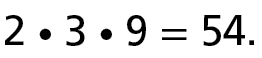 2 • 3 • 9 = 54.